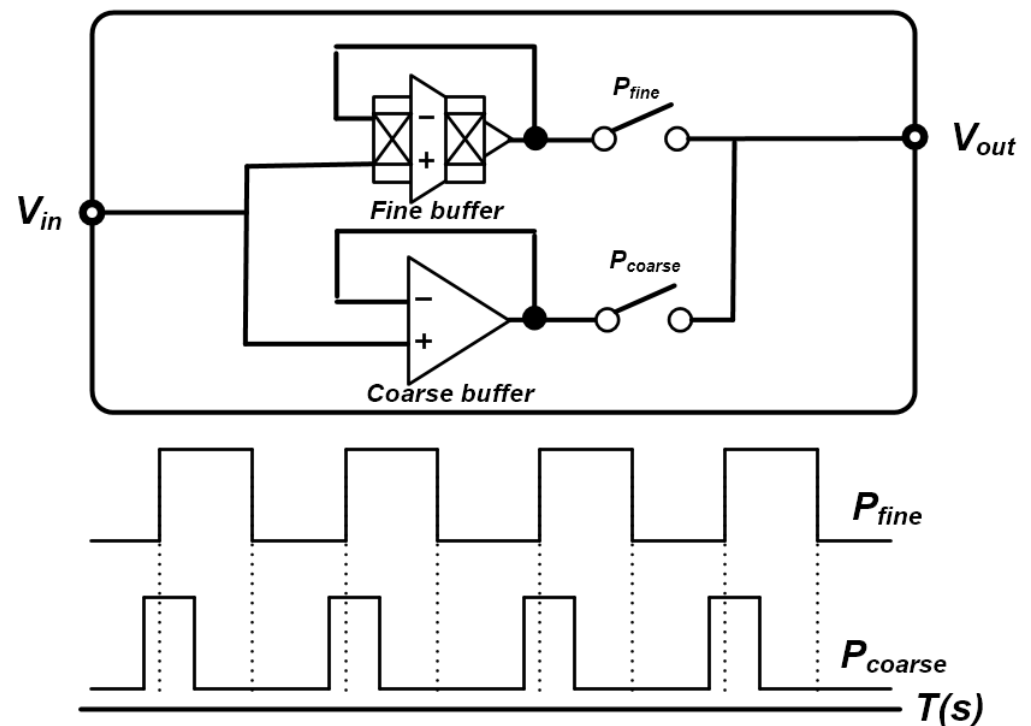 P_fine
−
+
V_out
Fine buffer
V_in
P_coarse
−
+
Coarse buffer
P_fine
P_coarse
T(s)